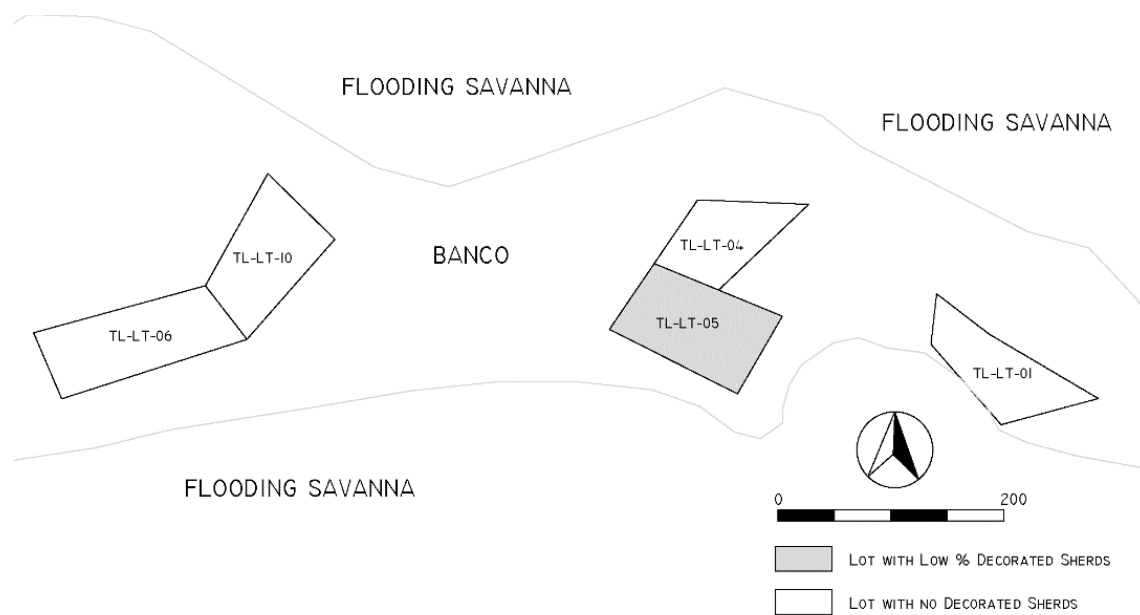 FLOODING SAVANNA
FLOODING SAVANNA
TL-LT-10
BANCO
TL-LT-04
TL-LT-06
TL-LT-05
TL-LT-01
FLOODING SAVANNA
0 200
LOT WITH LOW % DECORATED SHERDS
LOT WITH NO DECORATED SHERDS